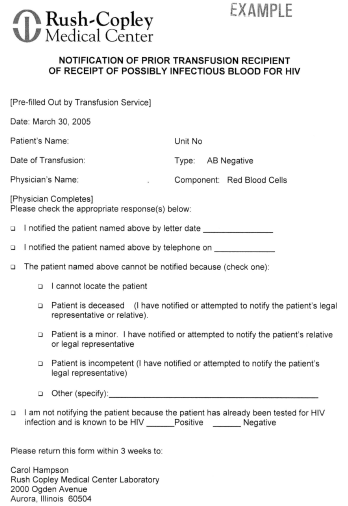 EXAMPLE
Rush-Copley
Medical Center
NOTIFICATION OF PRIOR TRANSFUSION RECIPIENT
OF RECEIPT OF POSSIBLY INFECTIOUS BLOOD FOR HIV
[Pre-filled Out by Transfusion Service]
Date: March 30, 2005
Patient's Name: Unit No
Date of Transfusion: Type: AB Negative
Physician's Name: Component: Red Blood Cells
[Physician Completes]
Please check the appropriate response(s) below:
I notified the patient named above by letter date ________________
I notified the patient named above by telephone on ______________
The patient named above cannot be notified because (check one):
I cannot locate the patient
Patient is deceased (I have notified or attempted to notify the patient's legal
representative or relative).
Patient is a minor. I have notified or attempted to notify the patient's relative
or legal representative
Patient is incompetent (I have notified or attempted to notify the patient's
legal representative)
Other (specify):________________________________________________
I am not notifying the patient because the patient has already been tested for HIV
infection and is known to be HIV ______Positive ______ Negative
Please return this form within 3 weeks to:
Carol Hampson
Rush Copley Medical Center Laboratory
2000 Ogden Avenue
Aurora, Illinois 60504